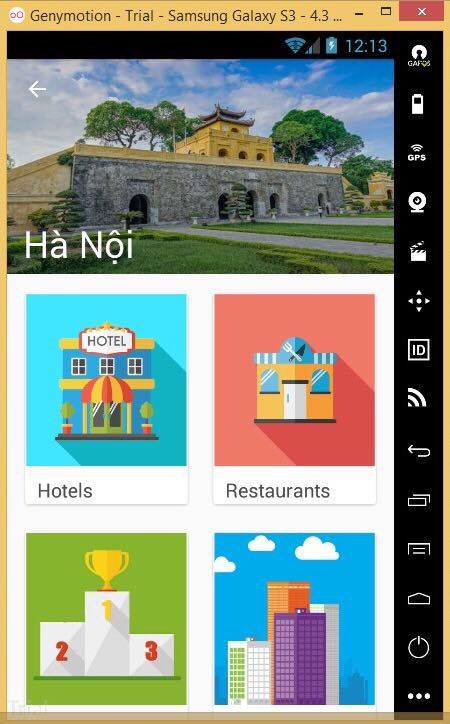 Genymotion - Trial - Samsung Galaxy S3 - 4.3 ...
12:13
GAPPS
GPS
Hà Nội
ID
HOTEL
Hotels
Restaurants
1
2
3
Trial